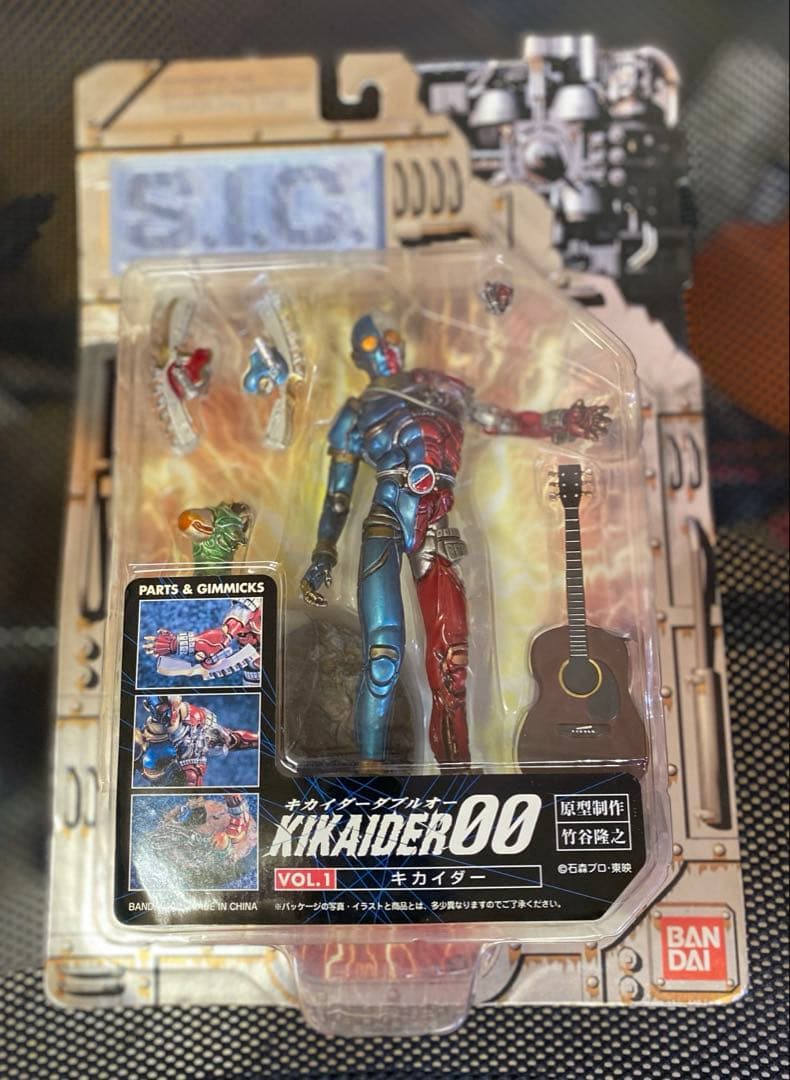 S.I.C.
PARTS & GIMMICKS
キカイダーダブルオー
KIKAIDER00
VOL.1 キカイダー
原型制作
竹谷隆之
©石森プロ・東映
MADE IN CHINA
※パッケージの写真・イラストと商品とは、多少異なりますのでご了承ください。
BAN
DAI